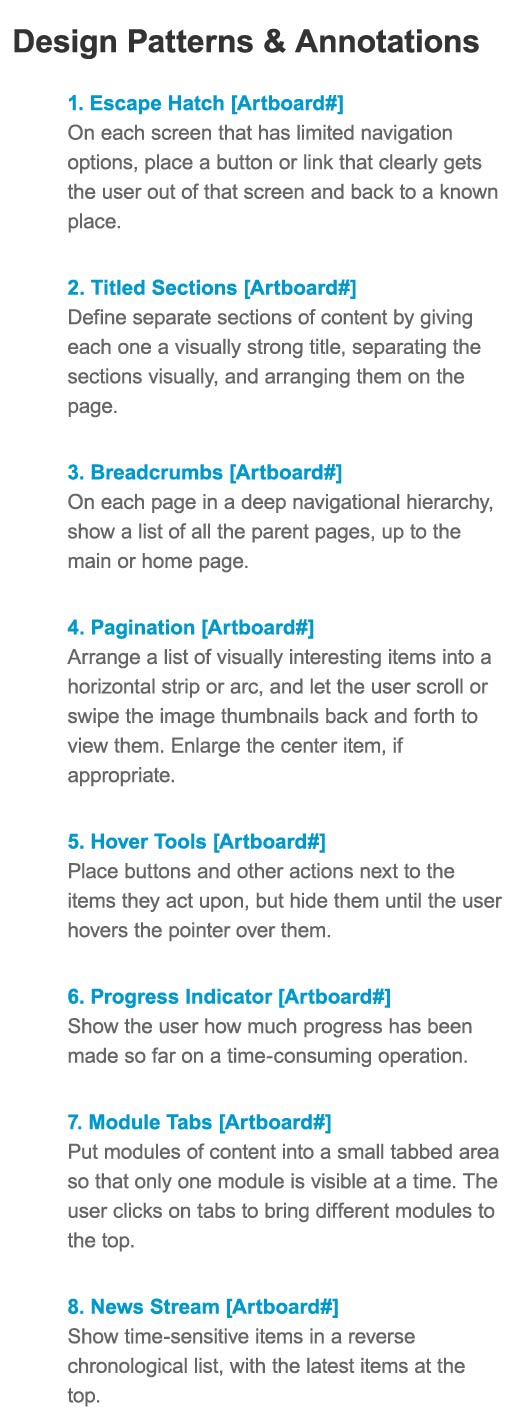 Design Patterns & Annotations
1. Escape Hatch [Artboard#]
On each screen that has limited navigation
options, place a button or link that clearly gets
the user out of that screen and back to a known
place.
2. Titled Sections [Artboard#]
Define separate sections of content by giving
each one a visually strong title, separating the
sections visually, and arranging them on the
page.
3. Breadcrumbs [Artboard#]
On each page in a deep navigational hierarchy,
show a list of all the parent pages, up to the
main or home page.
4. Pagination [Artboard#]
Arrange a list of visually interesting items into a
horizontal strip or arc, and let the user scroll or
swipe the image thumbnails back and forth to
view them. Enlarge the center item, if
appropriate.
5. Hover Tools [Artboard#]
Place buttons and other actions next to the
items they act upon, but hide them until the user
hovers the pointer over them.
6. Progress Indicator [Artboard#]
Show the user how much progress has been
made so far on a time-consuming operation.
7. Module Tabs [Artboard#]
Put modules of content into a small tabbed area
so that only one module is visible at a time. The
user clicks on tabs to bring different modules to
the top.
8. News Stream [Artboard#]
Show time-sensitive items in a reverse
chronological list, with the latest items at the
top.